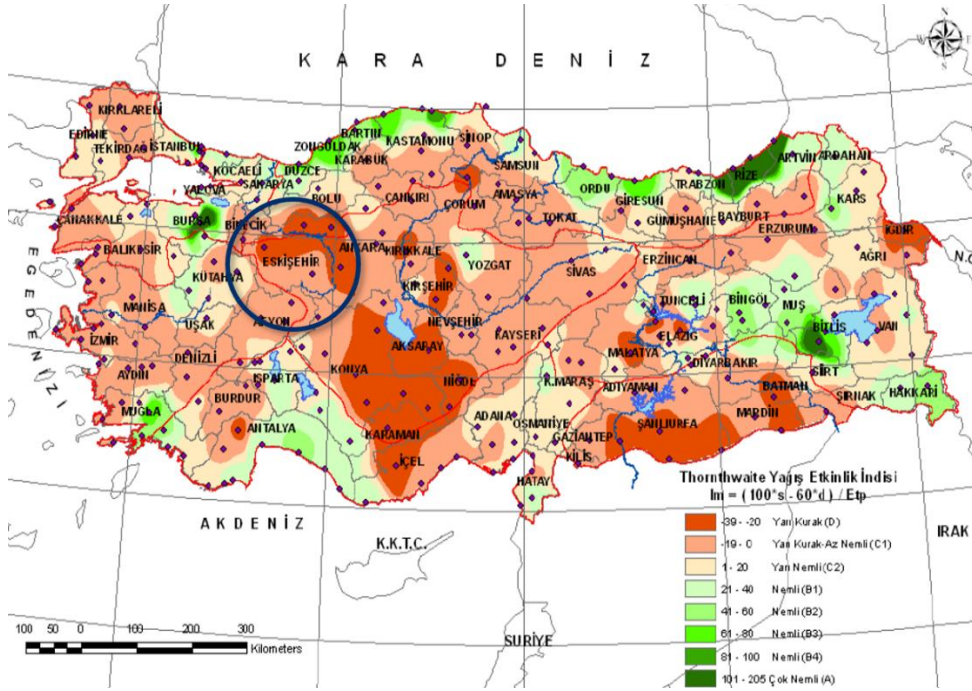 KARA DENİZ
KIRKLARELİ
EDİRNE
TEKİRDAĞ
İSTANBUL
KOCAELİ
YALOVA
SAKARYA
DÜZCE
ZONGULDAK
BARTIN
KARABÜK
KASTAMONU
SİNOP
SAMSUN
ORDU
GİRESUN
TRABZON
RİZE
ARTVİN
ARDAHAN
KARS
IĞDIR
ÇANAKKALE
BALIKESİR
BURSA
BİLECİK
BOLU
ÇANKIRI
ÇORUM
AMASYA
TOKAT
GÜMÜŞHANE
BAYBURT
ERZURUM
AĞRI
ESKİŞEHİR
ANKARA
KIRIKKALE
YOZGAT
SİVAS
ERZİNCAN
KÜTAHYA
MANİSA
UŞAK
AFYON
KIRŞEHİR
NEVŞEHİR
KAYSERİ
TUNCELİ
BİNGÖL
MUŞ
BİTLİS
VAN
İZMİR
AYDIN
DENİZLİ
ISPARTA
BURDUR
KONYA
AKSARAY
NİĞDE
MALATYA
ELAZIĞ
DİYARBAKIR
SİİRT
BATMAN
MARDİN
ŞIRNAK
HAKKARİ
MUĞLA
ANTALYA
KARAMAN
İÇEL
ADANA
OSMANİYE
K.MARAŞ
ADIYAMAN
GAZİANTEP
KİLİS
ŞANLIURFA
HATAY
EGE DENİZİ
AKDENİZ
K.K.T.C.
SURİYE
IRAK
Thornthwaite Yağış Etkinlik İndisi
Im = ( 100*s - 60*d ) / Etp
-39 - -20 Yarı Kurak (D)
-19 - 0 Yarı Kurak-Az Nemli (C1)
1 - 20 Yarı Nemli (C2)
21 - 40 Nemli (B1)
41 - 60 Nemli (B2)
61 - 80 Nemli (B3)
81 - 100 Nemli (B4)
101 - 205 Çok Nemli (A)
100 50 0 100 200 300
Kilometers